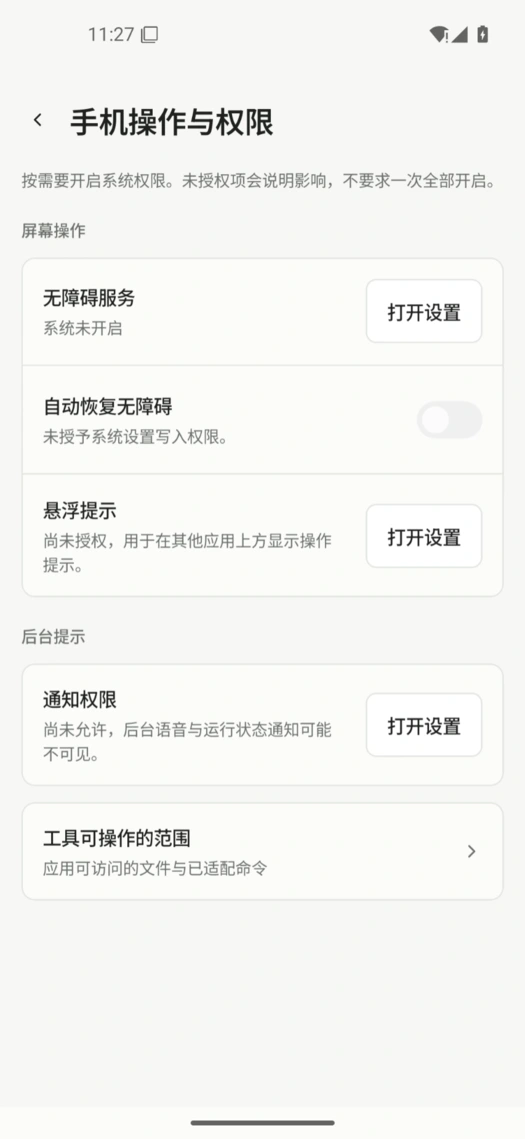 11:27
手机操作与权限
按需要开启系统权限。未授权项会说明影响，不要求一次全部开启。
屏幕操作
无障碍服务
系统未开启
打开设置
自动恢复无障碍
未授予系统设置写入权限。
悬浮提示
尚未授权，用于在其他应用上方显示操作
提示。
打开设置
后台提示
通知权限
尚未允许，后台语音与运行状态通知可能
不可见。
打开设置
工具可操作的范围
应用可访问的文件与已适配命令